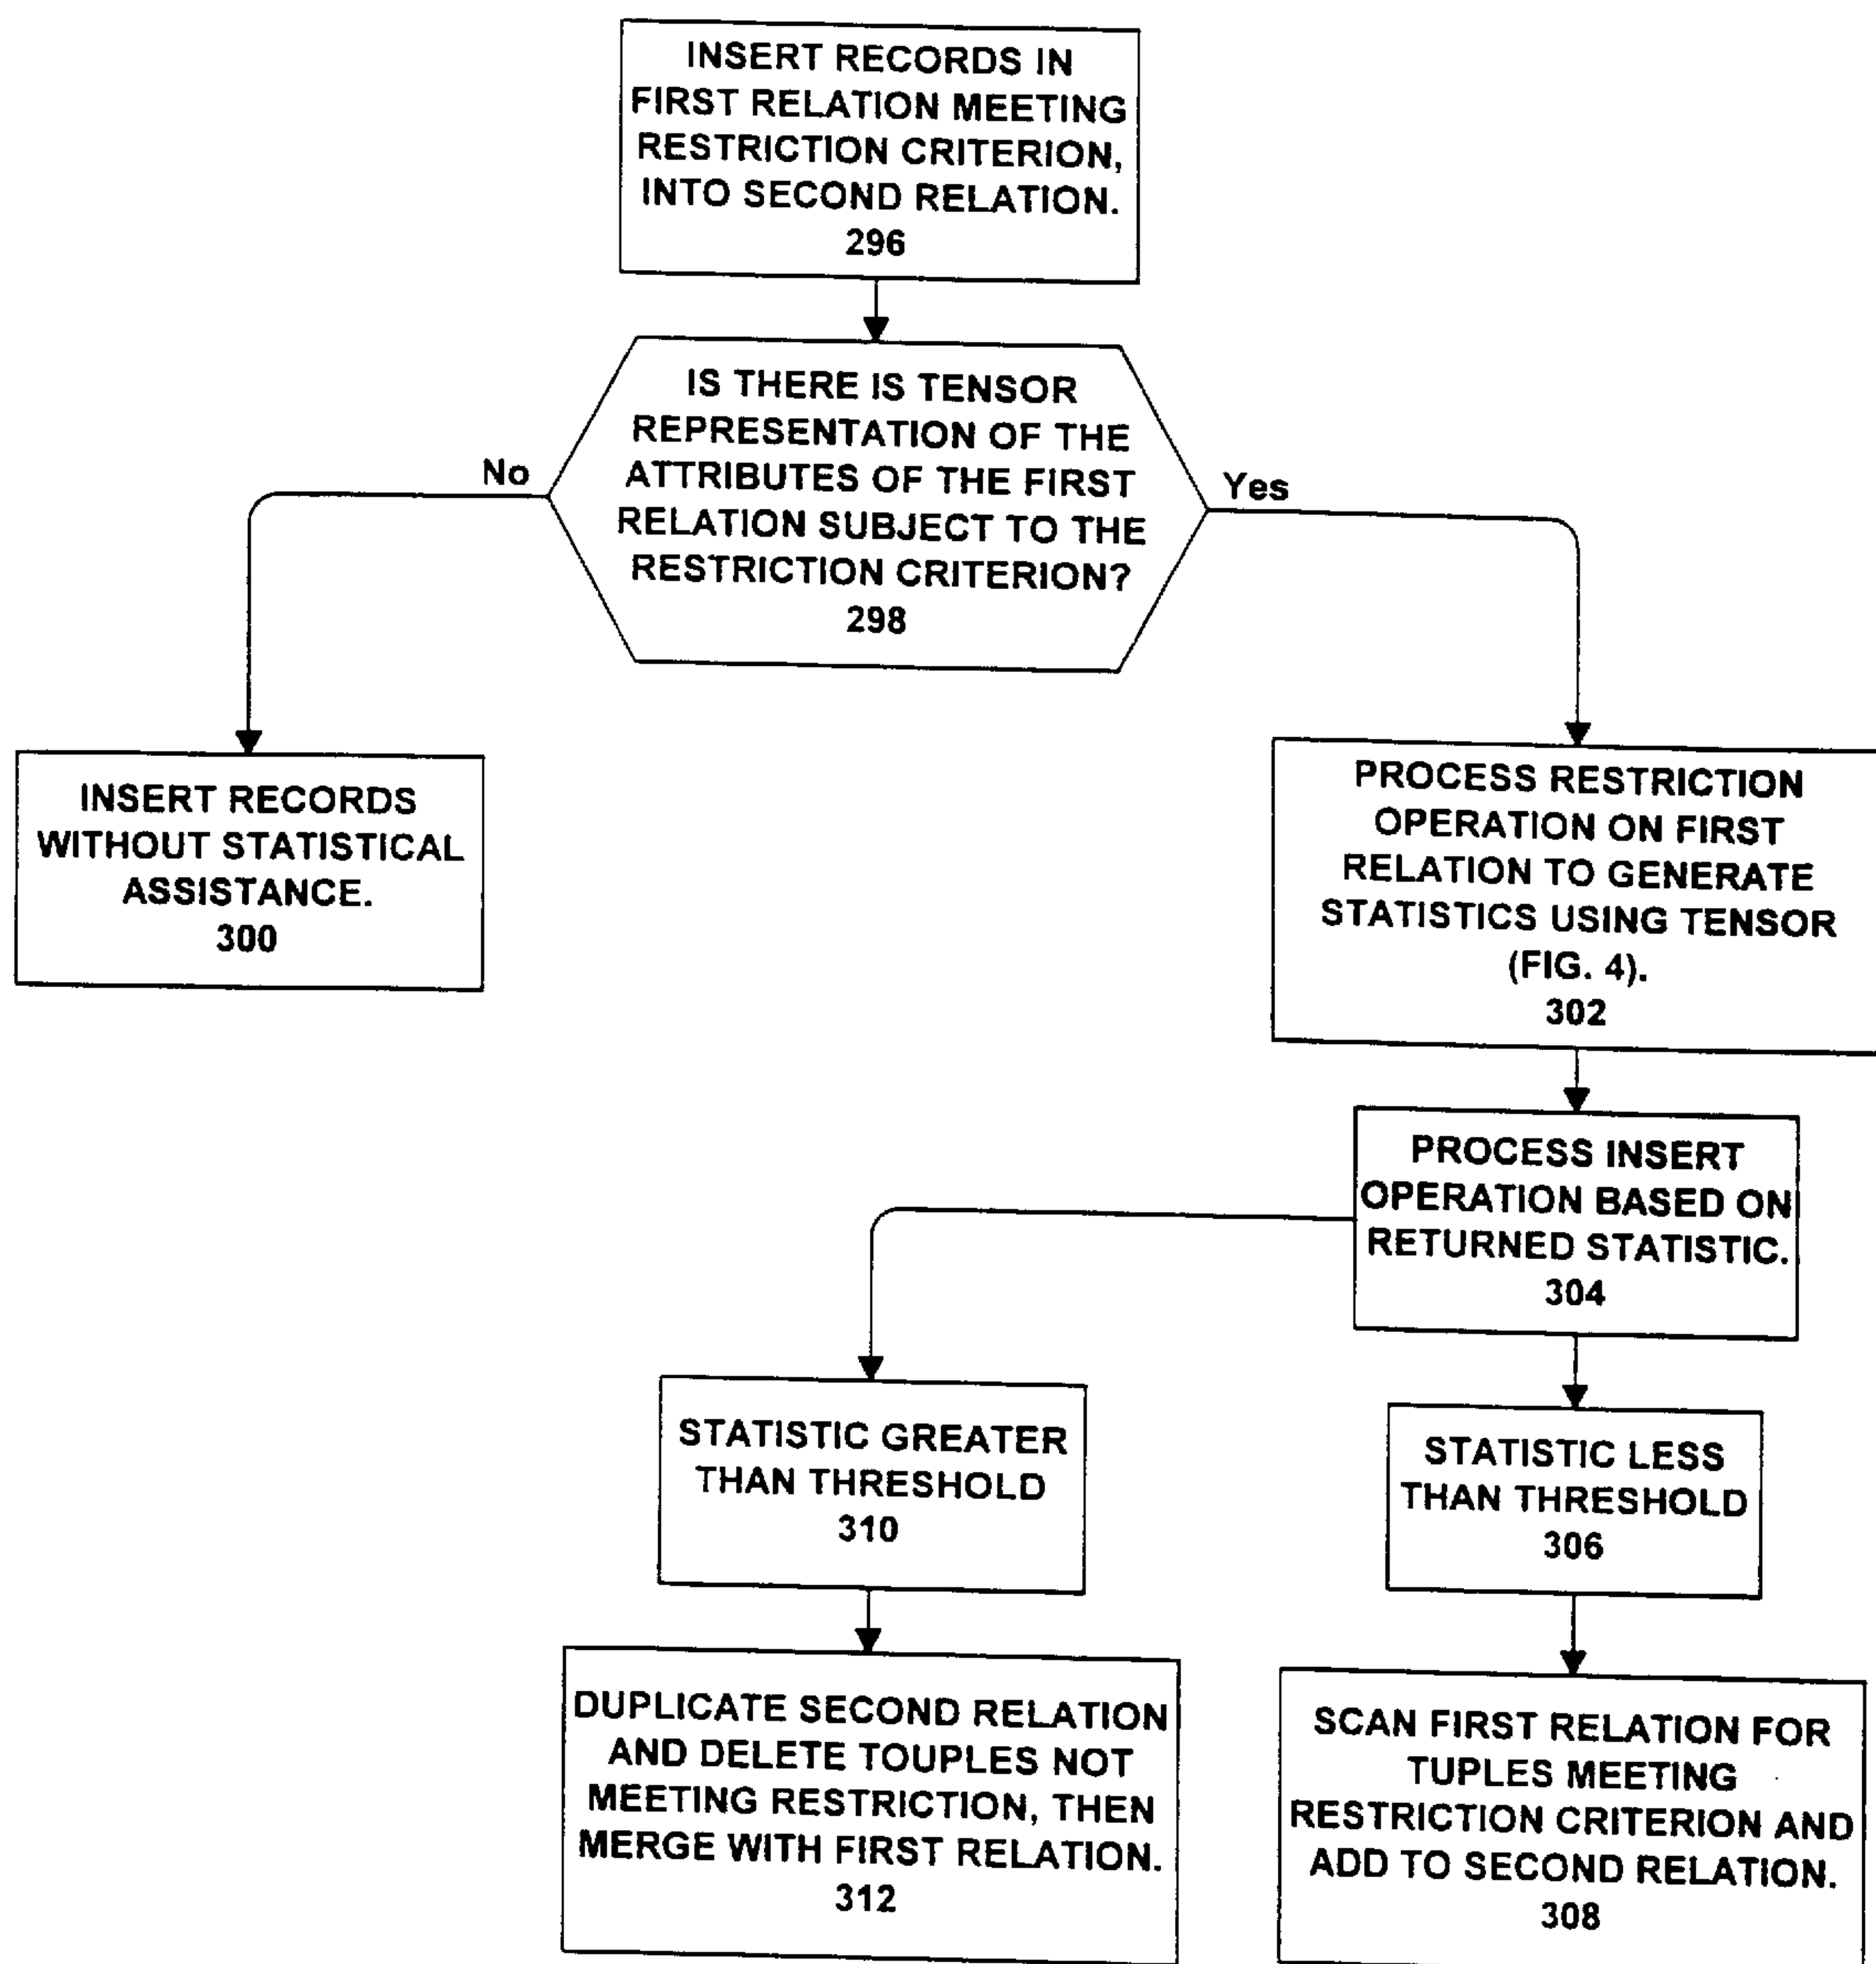 INSERT RECORDS IN
FIRST RELATION MEETING
RESTRICTION CRITERION,
INTO SECOND RELATION.
296
IS THERE IS TENSOR
REPRESENTATION OF THE
ATTRIBUTES OF THE FIRST
RELATION SUBJECT TO THE
RESTRICTION CRITERION?
298
No
Yes
INSERT RECORDS
WITHOUT STATISTICAL
ASSISTANCE.
300
PROCESS RESTRICTION
OPERATION ON FIRST
RELATION TO GENERATE
STATISTICS USING TENSOR
(FIG. 4).
302
PROCESS INSERT
OPERATION BASED ON
RETURNED STATISTIC.
304
STATISTIC GREATER
THAN THRESHOLD
310
STATISTIC LESS
THAN THRESHOLD
306
DUPLICATE SECOND RELATION
AND DELETE TOUPLES NOT
MEETING RESTRICTION, THEN
MERGE WITH FIRST RELATION.
312
SCAN FIRST RELATION FOR
TUPLES MEETING
RESTRICTION CRITERION AND
ADD TO SECOND RELATION.
308